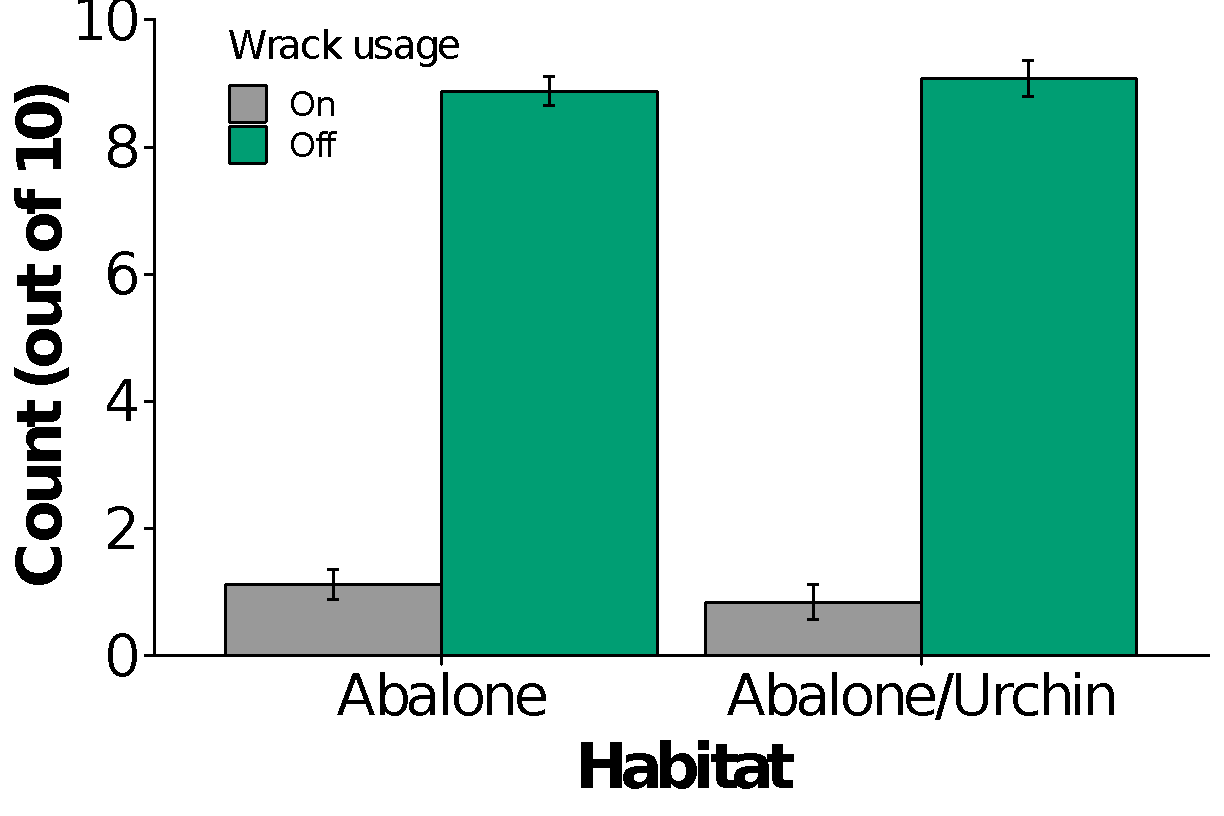 10
8
6
4
2
0
Count (out of 10)
Wrack usage
On
Off
Abalone
Abalone/Urchin
Habitat